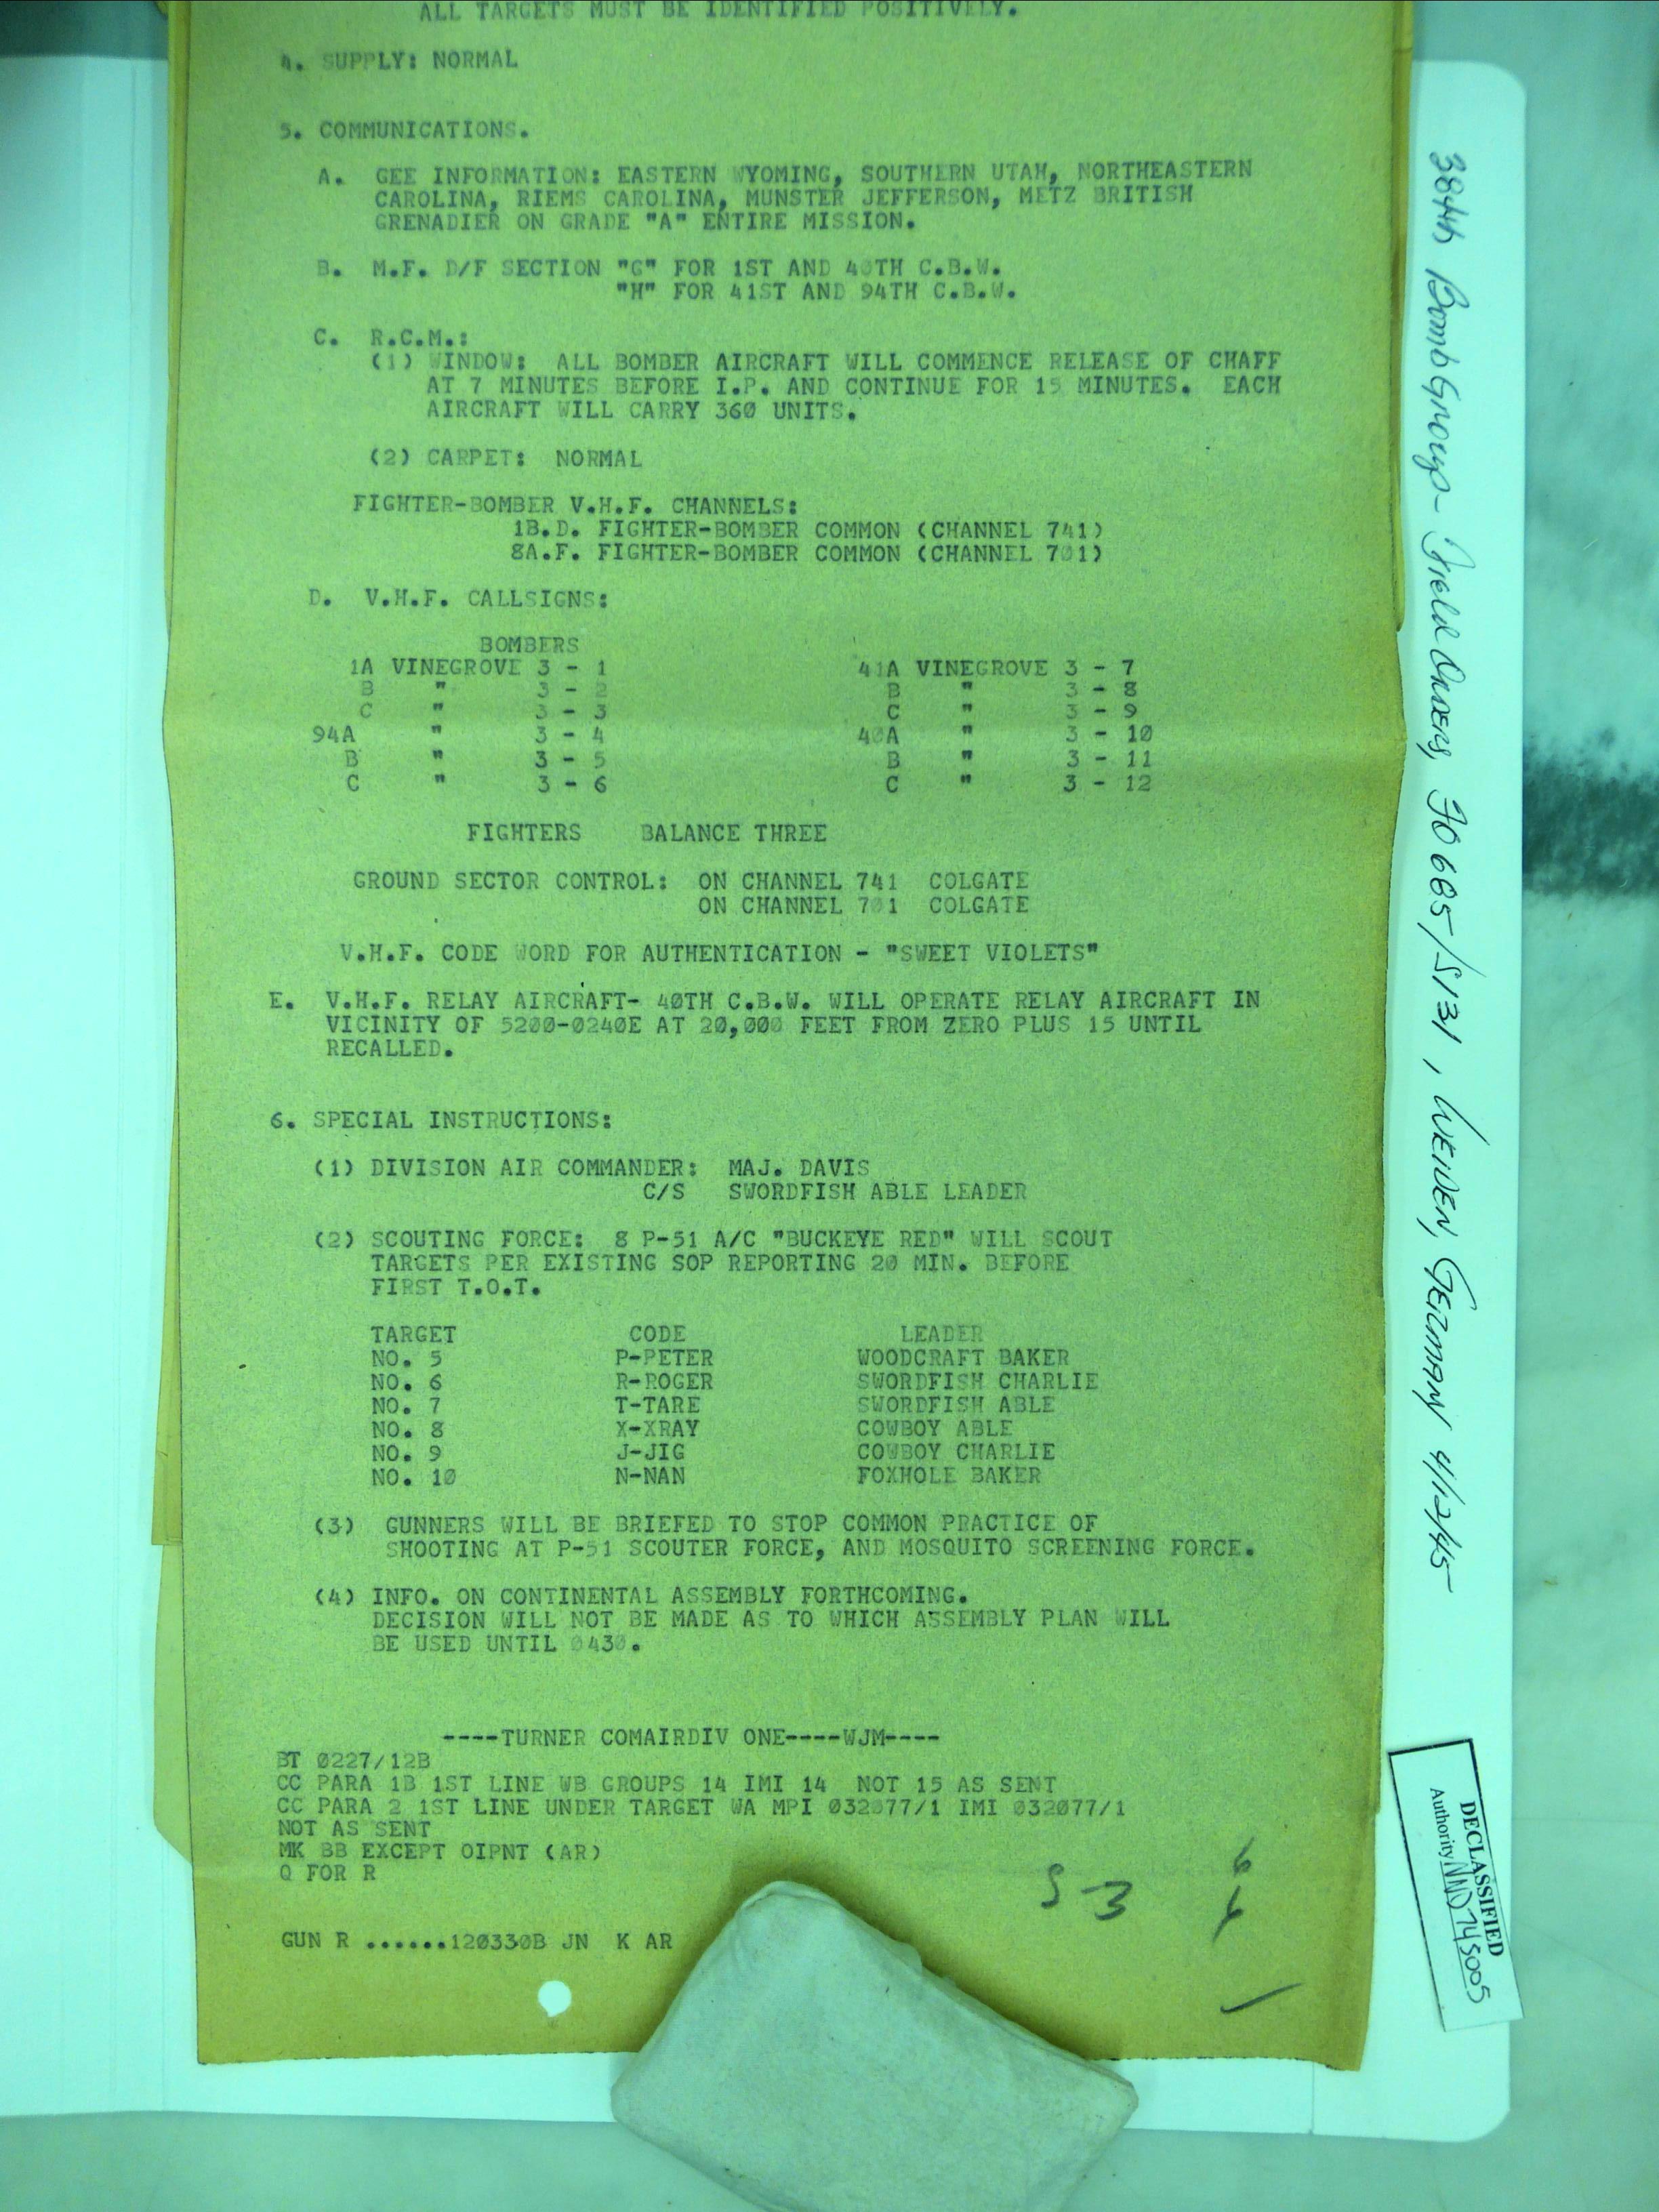 ALL TARGETS MUST BE IDENTIFIED POSITIVELY.
4. SUPPLY: NORMAL
5. COMMUNICATIONS.
A. GEE INFORMATION: EASTERN WYOMING, SOUTHERN UTAH, NORTHEASTERN
CAROLINA, RIEMS CAROLINA, MUNSTER JEFFERSON, METZ BRITISH
GRENADIER ON GRADE "A" ENTIRE MISSION.
B. M.F. D/F SECTION "G" FOR 1ST AND 40TH C.B.W.
"H" FOR 41ST AND 94TH C.B.W.
C. R.C.M.:
(1) WINDOW: ALL BOMBER AIRCRAFT WILL COMMENCE RELEASE OF CHAFF
AT 7 MINUTES BEFORE I.P. AND CONTINUE FOR 15 MINUTES. EACH
AIRCRAFT WILL CARRY 360 UNITS.
(2) CARPET: NORMAL
FIGHTER-BOMBER V.H.F. CHANNELS:
1B.D. FIGHTER-BOMBER COMMON (CHANNEL 741)
8A.F. FIGHTER-BOMBER COMMON (CHANNEL 701)
D. V.H.F. CALLSIGNS:
BOMBERS
1A VINEGROVE 3 - 1 41A VINEGROVE 3 - 7
B " 3 - 2 B " 3 - 8
C " 3 - 3 C " 3 - 9
94A " 3 - 4 40A " 3 - 10
B " 3 - 5 B " 3 - 11
C " 3 - 6 C " 3 - 12
FIGHTERS BALANCE THREE
GROUND SECTOR CONTROL: ON CHANNEL 741 COLGATE
ON CHANNEL 701 COLGATE
V.H.F. CODE WORD FOR AUTHENTICATION - "SWEET VIOLETS"
E. V.H.F. RELAY AIRCRAFT- 40TH C.B.W. WILL OPERATE RELAY AIRCRAFT IN
VICINITY OF 5200-0240E AT 20,000 FEET FROM ZERO PLUS 15 UNTIL
RECALLED.
6. SPECIAL INSTRUCTIONS:
(1) DIVISION AIR COMMANDER: MAJ. DAVIS
C/S SWORDFISH ABLE LEADER
(2) SCOUTING FORCE: 8 P-51 A/C "BUCKEYE RED" WILL SCOUT
TARGETS PER EXISTING SOP REPORTING 20 MIN. BEFORE
FIRST T.O.T.
TARGET CODE LEADER
NO. 5 P-PETER WOODCRAFT BAKER
NO. 6 R-ROGER SWORDFISH CHARLIE
NO. 7 T-TARE SWORDFISH ABLE
NO. 8 X-XRAY COWBOY ABLE
NO. 9 J-JIG COWBOY CHARLIE
NO. 10 N-NAN FOXHOLE BAKER
(3) GUNNERS WILL BE BRIEFED TO STOP COMMON PRACTICE OF
SHOOTING AT P-51 SCOUTER FORCE, AND MOSQUITO SCREENING FORCE.
(4) INFO. ON CONTINENTAL ASSEMBLY FORTHCOMING.
DECISION WILL NOT BE MADE AS TO WHICH ASSEMBLY PLAN WILL
BE USED UNTIL 0430.
----TURNER COMAIRDIV ONE----WJM----
BT 0227/12B
CC PARA 1B 1ST LINE WB GROUPS 14 IMI 14 NOT 15 AS SENT
CC PARA 2 1ST LINE UNDER TARGET WA MPI 032077/1 IMI 032077/1
NOT AS SENT
MK BB EXCEPT OIPNT (AR)
Q FOR R
S-3
GUN R ......120330B JN K AR
384th Bomb Group- Field Orders, FO 685/S131, WEIDEN, GERMANY 4/12/45
DECLASSIFIED
Authority NND 745005